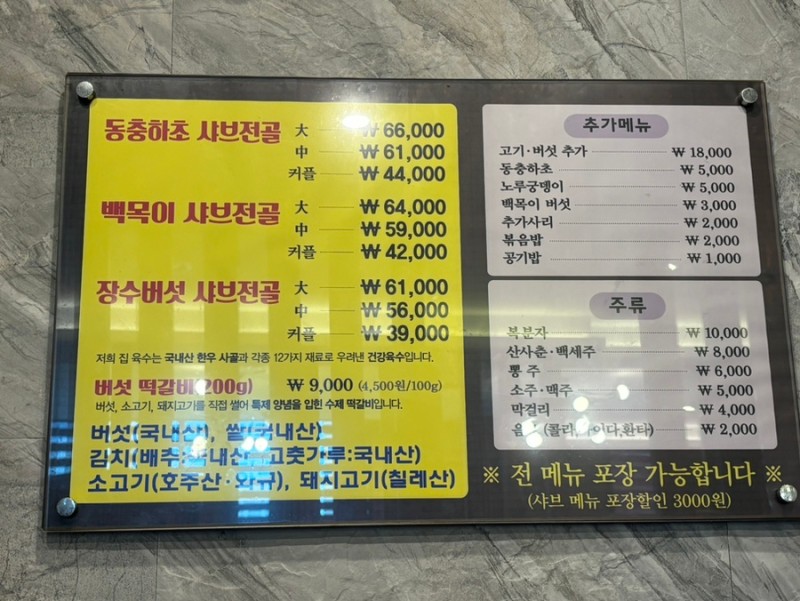 동충하초 샤브전골 大 ₩ 66,000
中 ₩ 61,000
커플 ₩ 44,000
백목이 샤브전골 大 ₩ 64,000
中 ₩ 59,000
커플 ₩ 42,000
장수버섯 샤브전골 大 ₩ 61,000
中 ₩ 56,000
커플 ₩ 39,000
저희 집 육수는 국내산 한우 사골과 각종 12가지 재료로 우려낸 건강육수입니다.
버섯 떡갈비(200g) ₩ 9,000 (4,500원/100g)
버섯, 소고기, 돼지고기를 직접 썰어 특제 양념을 입힌 수제 떡갈비입니다.
버섯(국내산), 쌀(국내산)
김치(배추:국내산, 고춧가루:국내산)
소고기(호주산·와규), 돼지고기(칠레산)
추가메뉴
고기·버섯 추가 ₩ 18,000
동충하초 ₩ 5,000
노루궁뎅이 ₩ 5,000
백목이 버섯 ₩ 3,000
추가사리 ₩ 2,000
볶음밥 ₩ 2,000
공기밥 ₩ 1,000
주류
복분자 ₩ 10,000
산사춘·백세주 ₩ 8,000
뽕 주 ₩ 6,000
소주·맥주 ₩ 5,000
막걸리 ₩ 4,000
(콜라,사이다,환타) ₩ 2,000
※ 전 메뉴 포장 가능합니다 ※
(샤브 메뉴 포장할인 3000원)